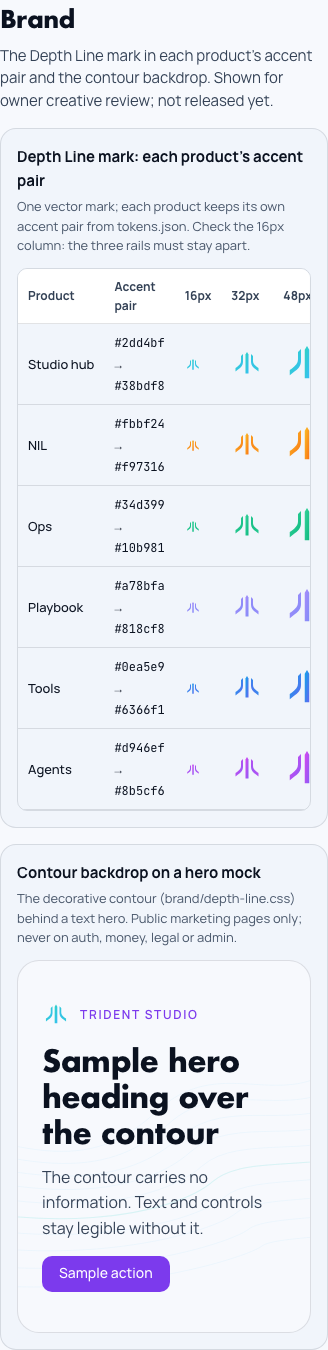 Brand
The Depth Line mark in each product's accent
pair and the contour backdrop. Shown for
owner creative review; not released yet.
Depth Line mark: each product's accent
pair
One vector mark; each product keeps its own
accent pair from tokens.json. Check the 16px
column: the three rails must stay apart.
Product Accent pair 16px 32px 48px
Studio hub #2dd4bf → #38bdf8
NIL #fbbf24 → #f97316
Ops #34d399 → #10b981
Playbook #a78bfa → #818cf8
Tools #0ea5e9 → #6366f1
Agents #d946ef → #8b5cf6
Contour backdrop on a hero mock
The decorative contour (brand/depth-line.css)
behind a text hero. Public marketing pages only;
never on auth, money, legal or admin.
TRIDENT STUDIO
Sample hero
heading over
the contour
The contour carries no
information. Text and controls
stay legible without it.
Sample action